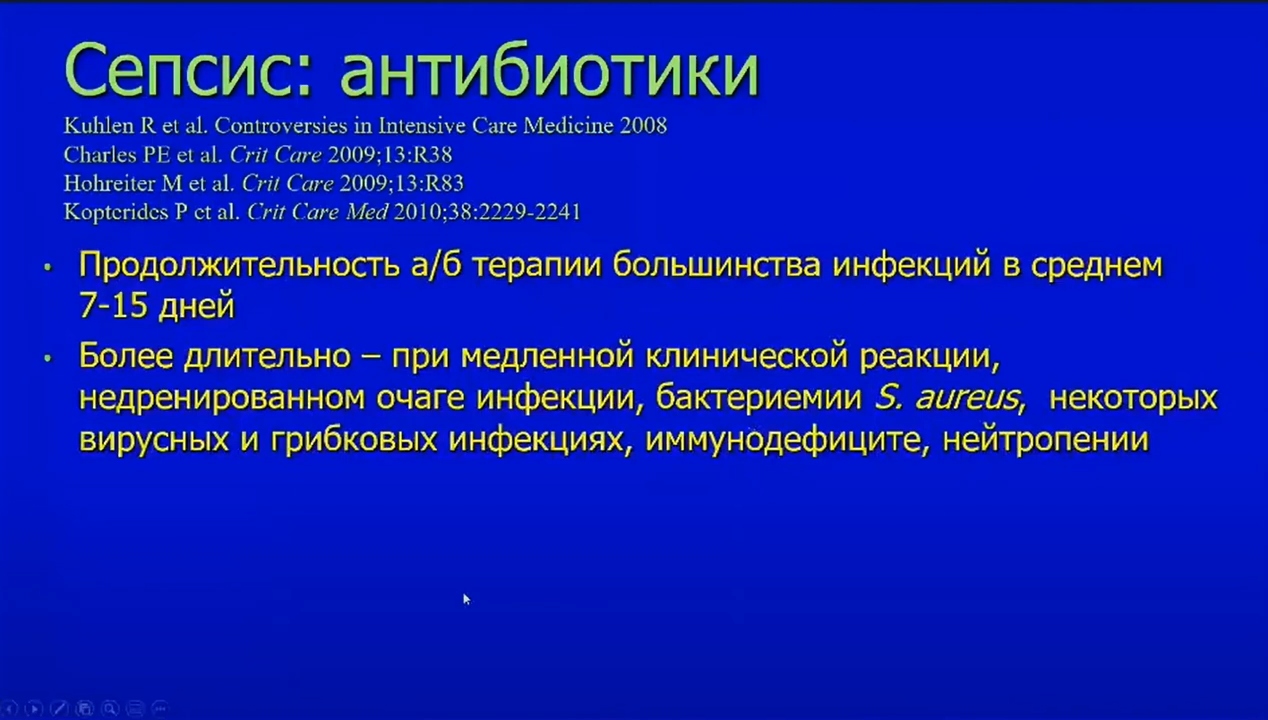 Сепсис: антибиотики
Kuhlen R et al. Controversies in Intensive Care Medicine 2008
Charles PE et al. Crit Care 2009;13:R38
Hohreiter M et al. Crit Care 2009;13:R83
Kopterides P et al. Crit Care Med 2010;38:2229-2241
• Продолжительность а/б терапии большинства инфекций в среднем
7-15 дней
• Более длительно – при медленной клинической реакции,
недренированном очаге инфекции, бактериемии S. aureus, некоторых
вирусных и грибковых инфекциях, иммунодефиците, нейтропении